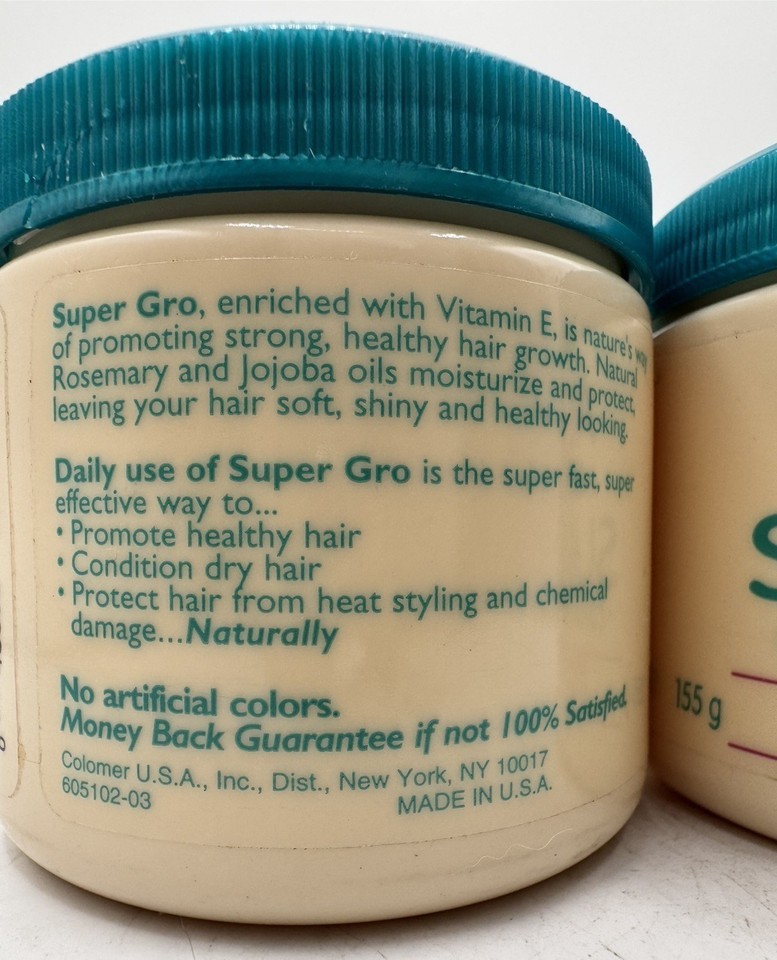 Super Gro, enriched with Vitamin E, is nature's way
of promoting strong, healthy hair growth. Natural
Rosemary and Jojoba oils moisturize and protect,
leaving your hair soft, shiny and healthy looking.
Daily use of Super Gro is the super fast, super
effective way to...
• Promote healthy hair
• Condition dry hair
• Protect hair from heat styling and chemical
damage...Naturally
No artificial colors.
Money Back Guarantee if not 100% Satisfied.
Colomer U.S.A., Inc., Dist., New York, NY 10017
605102-03 MADE IN U.S.A.
S
155 g